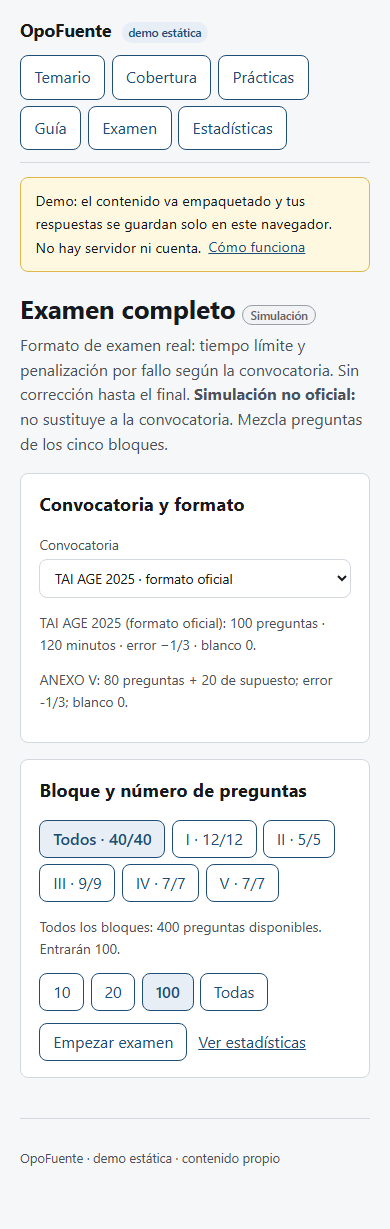 OpoFuente demo estática
Temario Cobertura Prácticas
Guía Examen Estadísticas
Demo: el contenido va empaquetado y tus
respuestas se guardan solo en este navegador.
No hay servidor ni cuenta. Cómo funciona
Examen completo Simulación
Formato de examen real: tiempo límite y
penalización por fallo según la convocatoria. Sin
corrección hasta el final. Simulación no oficial:
no sustituye a la convocatoria. Mezcla preguntas
de los cinco bloques.
Convocatoria y formato
Convocatoria
TAI AGE 2025 · formato oficial
TAI AGE 2025 (formato oficial): 100 preguntas ·
120 minutos · error −1/3 · blanco 0.
ANEXO V: 80 preguntas + 20 de supuesto; error
-1/3; blanco 0.
Bloque y número de preguntas
Todos · 40/40 I · 12/12 II · 5/5
III · 9/9 IV · 7/7 V · 7/7
Todos los bloques: 400 preguntas disponibles.
Entrarán 100.
10 20 100 Todas
Empezar examen Ver estadísticas
OpoFuente · demo estática · contenido propio